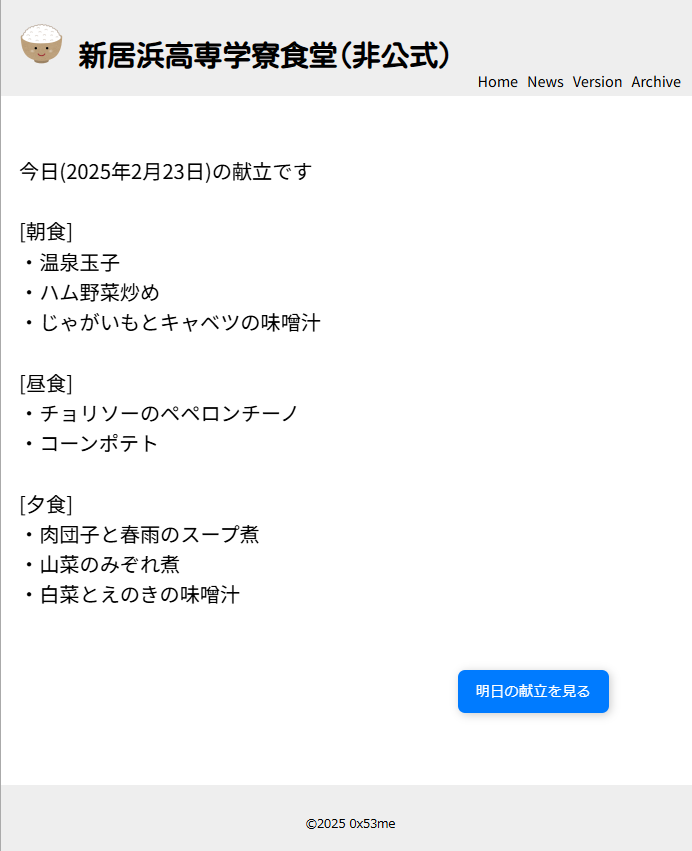 新居浜高専学寮食堂(非公式)
Home News Version Archive
今日(2025年2月23日)の献立です
[朝食]
・温泉玉子
・ハム野菜炒め
・じゃがいもとキャベツの味噌汁
[昼食]
・チョリソーのペペロンチーノ
・コーンポテト
[夕食]
・肉団子と春雨のスープ煮
・山菜のみぞれ煮
・白菜とえのきの味噌汁
明日の献立を見る
©2025 0x53me